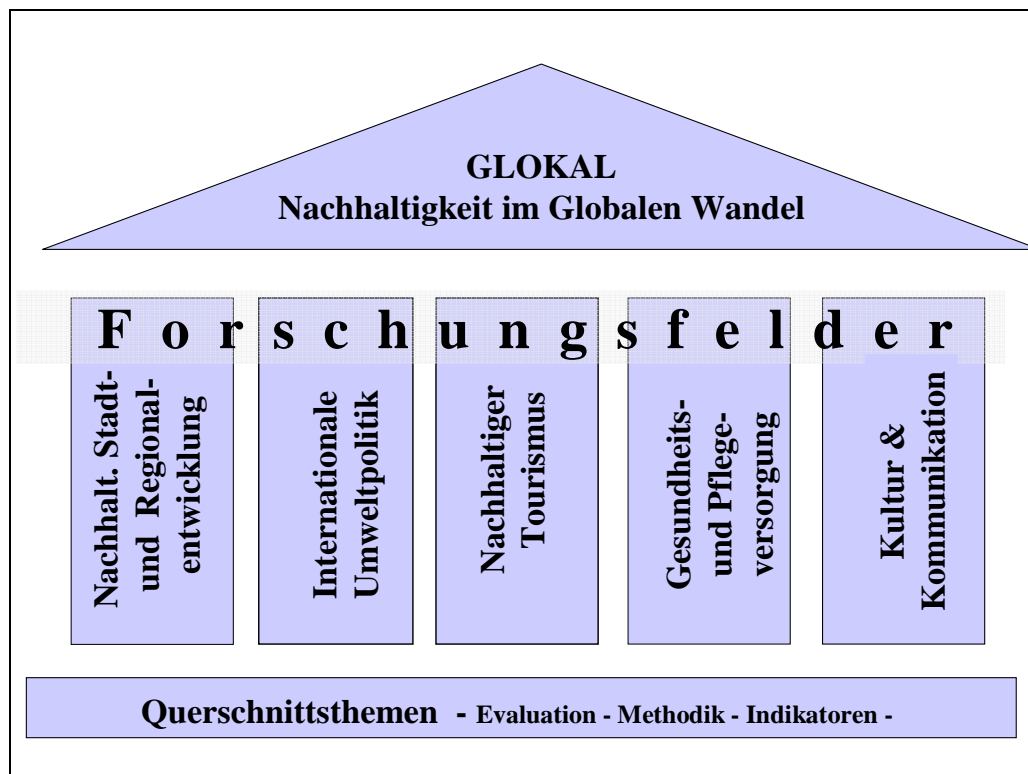 GLOKAL
Nachhaltigkeit im Globalen Wandel
Forschungsfelder
Nachhalt. Stadt-
und Regional-
entwicklung
Internationale
Umweltpolitik
Nachhaltiger
Tourismus
Gesundheits-
und Pflege-
versorgung
Kultur &
Kommunikation
Querschnittsthemen - Evaluation - Methodik - Indikatoren -